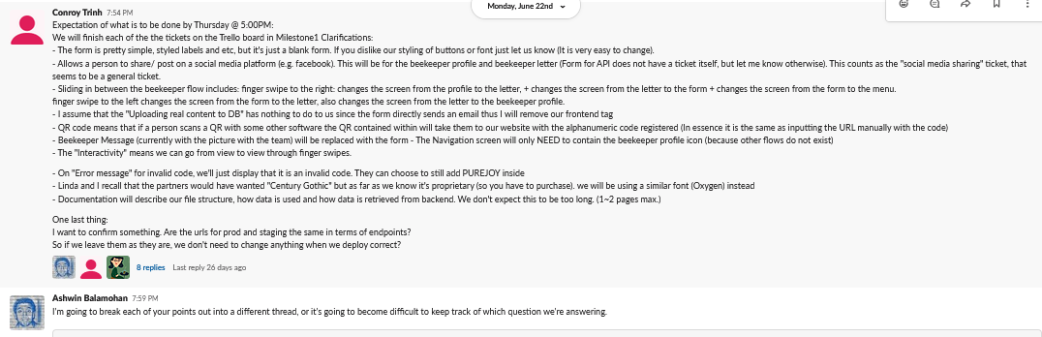 Monday, June 22nd
Conroy Trinh 7:54 PM
Expectation of what is to be done by Thursday @ 5:00PM:
We will finish each of the the tickets on the Trello board in Milestone1 Clarifications:
- The form is pretty simple, styled labels and etc, but it's just a blank form. If you dislike our styling of buttons or font just let us know (It is very easy to change).
- Allows a person to share/ post on a social media platform (e.g. facebook). This will be for the beekeeper profile and beekeeper letter (Form for API does not have a ticket itself, but let me know otherwise). This counts as the "social media sharing" ticket, that
seems to be a general ticket.
- Sliding in between the beekeeper flow includes: finger swipe to the right: changes the screen from the profile to the letter, + changes the screen from the letter to the form + changes the screen from the form to the menu.
finger swipe to the left changes the screen from the form to the letter, also changes the screen from the letter to the beekeeper profile.
- I assume that the "Uploading real content to DB" has nothing to do to us since the form directly sends an email thus I will remove our frontend tag
- QR code means that if a person scans a QR with some other software the QR contained within will take them to our website with the alphanumeric code registered (In essence it is the same as inputting the URL manually with the code)
- Beekeeper Message (currently with the picture with the team) will be replaced with the form - The Navigation screen will only NEED to contain the beekeeper profile icon (because other flows do not exist)
- The "Interactivity" means we can go from view to view through finger swipes.
- On "Error message" for invalid code, we'll just display that it is an invalid code. They can choose to still add PUREJOY inside
- Linda and I recall that the partners would have wanted "Century Gothic" but as far as we know it's proprietary (so you have to purchase). we will be using a similar font (Oxygen) instead
- Documentation will describe our file structure, how data is used and how data is retrieved from backend. We don't expect this to be too long. (1~2 pages max.)
One last thing:
I want to confirm something. Are the urls for prod and staging the same in terms of endpoints?
So if we leave them as they are, we don't need to change anything when we deploy correct?
8 replies Last reply 26 days ago
Ashwin Balamohan 7:59 PM
I'm going to break each of your points out into a different thread, or it's going to become difficult to keep track of which question we're answering.